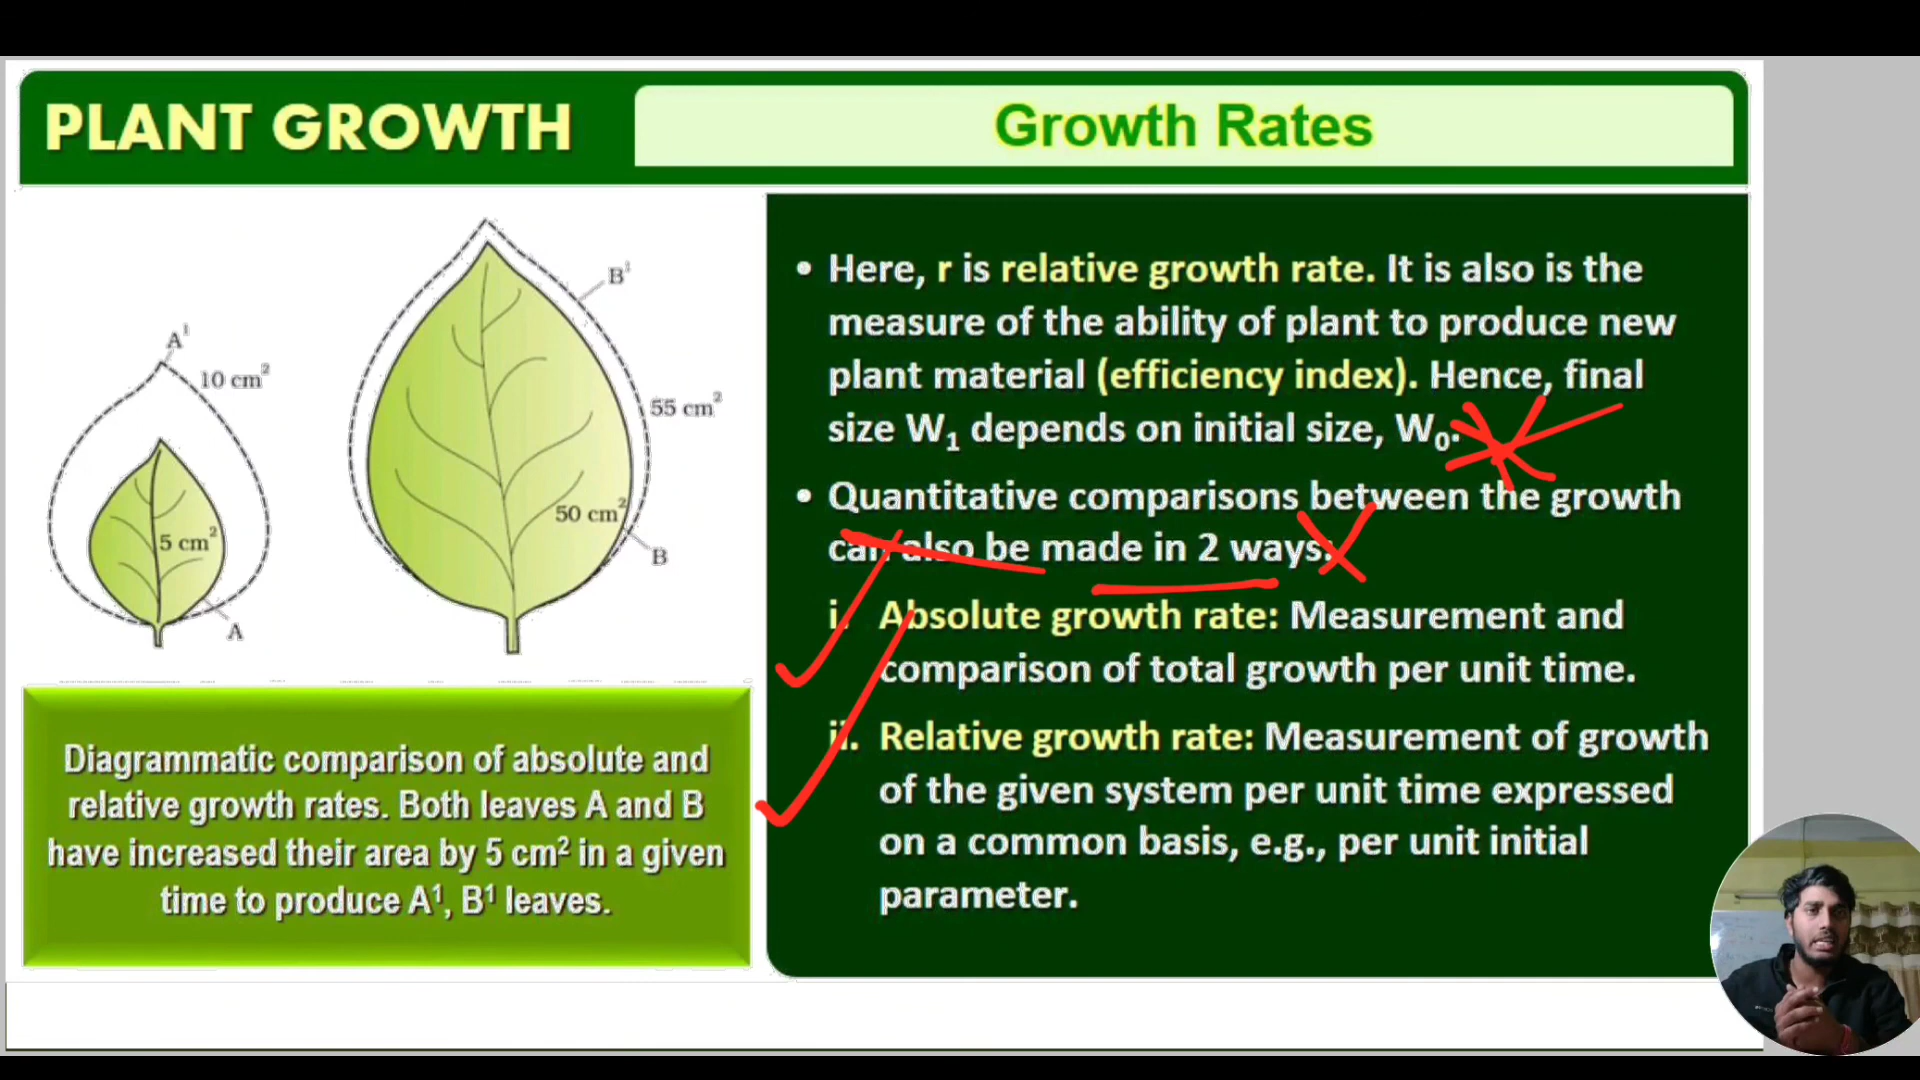 PLANT GROWTH
Growth Rates
A¹
10 cm²
5 cm²
A
B¹
55 cm²
50 cm²
B
Diagrammatic comparison of absolute and
relative growth rates. Both leaves A and B
have increased their area by 5 cm² in a given
time to produce A¹, B¹ leaves.
• Here, r is relative growth rate. It is also is the
measure of the ability of plant to produce new
plant material (efficiency index). Hence, final
size W₁ depends on initial size, W₀.
• Quantitative comparisons between the growth
can also be made in 2 ways:
i. Absolute growth rate: Measurement and
comparison of total growth per unit time.
ii. Relative growth rate: Measurement of growth
of the given system per unit time expressed
on a common basis, e.g., per unit initial
parameter.